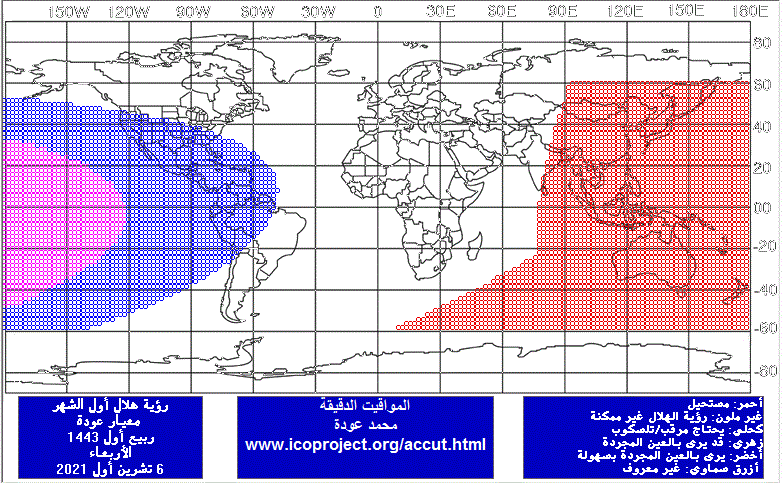 150W 120W 90W 60W 30W 0 30E 60E 90E 120E 150E 180E
80
60
40
20
00
-20
-40
-60
-80
رؤية هلال أول الشهر
معيار عودة
ربيع أول 1443
الأربعاء
6 تشرين أول 2021
المواقيت الدقيقة
محمد عودة
www.icoproject.org/accut.html
أحمر: مستحيل
غير ملون: رؤية الهلال غير ممكنة
كحلي: يحتاج مرقب/تلسكوب
زهري: قد يرى بالعين المجردة
أخضر: يرى بالعين المجردة بسهولة
أزرق سماوي: غير معروف